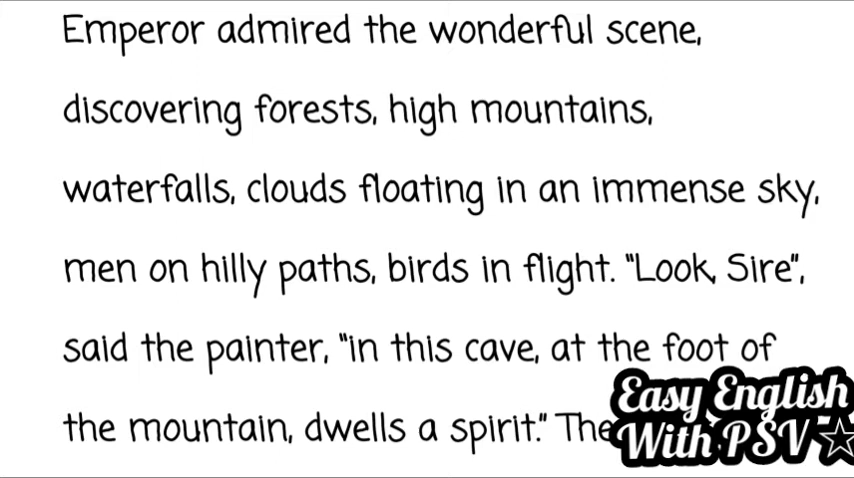 Emperor admired the wonderful scene,
discovering forests, high mountains,
waterfalls, clouds floating in an immense sky,
men on hilly paths, birds in flight. "Look, Sire",
said the painter, "in this cave, at the foot of
the mountain, dwells a spirit." The
Easy English
With PSV